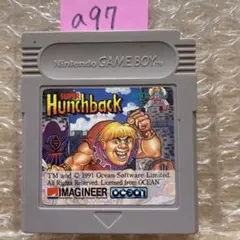 a97
Nintendo GAME BOY
SUPER
Hunchback
TM and © 1991 Ocean Software Limited.
All Rights Reserved. Licensed from OCEAN.
IMAGINEER ocean